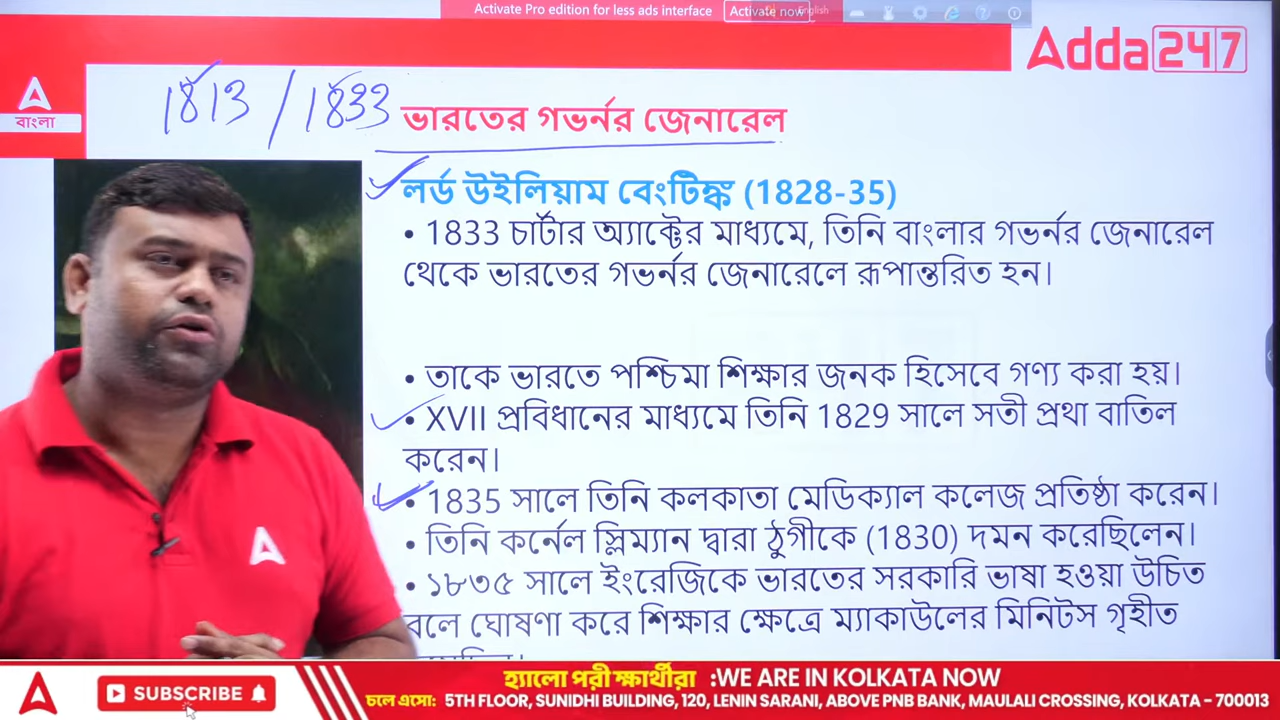 Activate Pro edition for less ads interface Activate now English
Adda 247
বাংলা
1813 / 1833
ভারতের গভর্নর জেনারেল
লর্ড উইলিয়াম বেংটিঙ্ক (1828-35)
• 1833 চার্টার অ্যাক্টের মাধ্যমে, তিনি বাংলার গভর্নর জেনারেল
থেকে ভারতের গভর্নর জেনারেলে রূপান্তরিত হন।
• তাকে ভারতে পশ্চিমা শিক্ষার জনক হিসেবে গণ্য করা হয়।
• XVII প্রবিধানের মাধ্যমে তিনি 1829 সালে সতী প্রথা বাতিল
করেন।
• 1835 সালে তিনি কলকাতা মেডিক্যাল কলেজ প্রতিষ্ঠা করেন।
• তিনি কর্নেল স্লিম্যান দ্বারা ঠুগীকে (1830) দমন করেছিলেন।
• ১৮৩৫ সালে ইংরেজিকে ভারতের সরকারি ভাষা হওয়া উচিত
বলে ঘোষণা করে শিক্ষার ক্ষেত্রে ম্যাকাউলের মিনিটস গৃহীত
SUBSCRIBE
হ্যালো পরীক্ষার্থীরা :WE ARE IN KOLKATA NOW
চলে এসো: 5TH FLOOR, SUNIDHI BUILDING, 120, LENIN SARANI, ABOVE PNB BANK, MAULALI CROSSING, KOLKATA - 700013